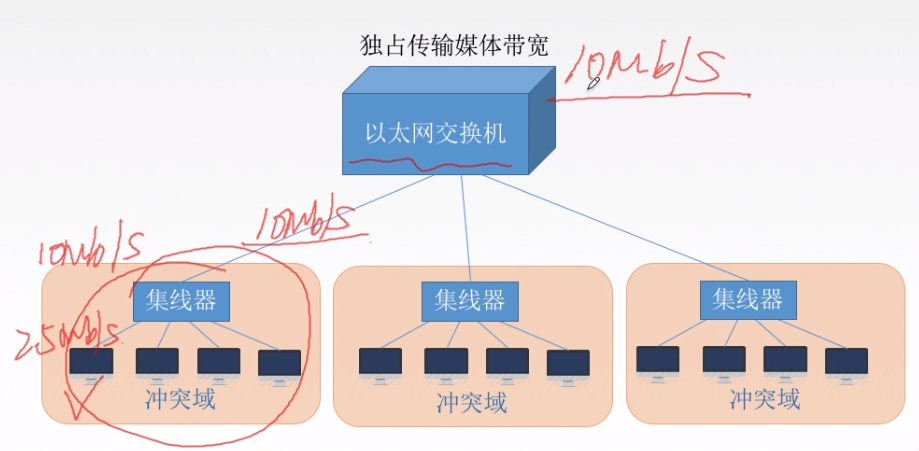 独占传输媒体带宽
10Mb/s
以太网交换机
10Mb/s
10Mb/s
集线器
集线器
集线器
2.5Mb/s
冲突域
冲突域
冲突域